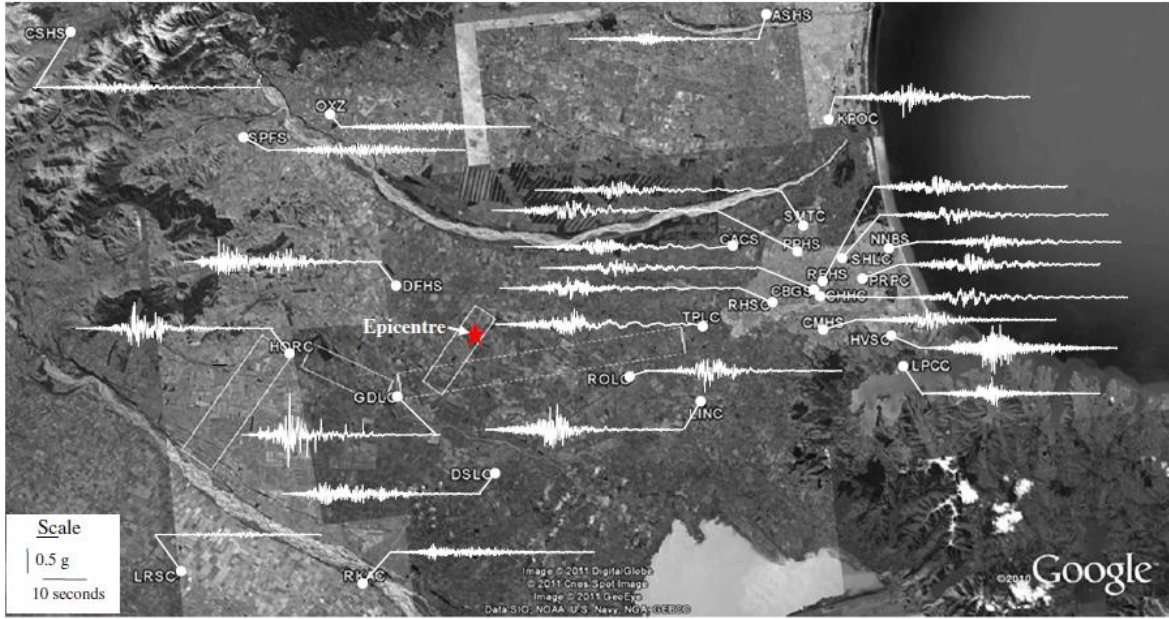 ASHS
CSHS
OXZ
KPOC
SPFS
SMTC
CACS
PPHS
NNBS
SHLC
REHS
PRPC
DFHS
CBGS
CHHC
RHSC
TPLC
Epicentre
CMHS
HVSC
HORC
LPCC
ROLC
GDLC
LINC
DSLC
Scale
0.5 g
10 seconds
LRSC
RKAC
Image © 2011 DigitalGlobe
© 2011 Cnes/Spot Image
Image © 2011 GeoEye
Data SIO, NOAA, U.S. Navy, NGA, GEBCO
©2010 Google